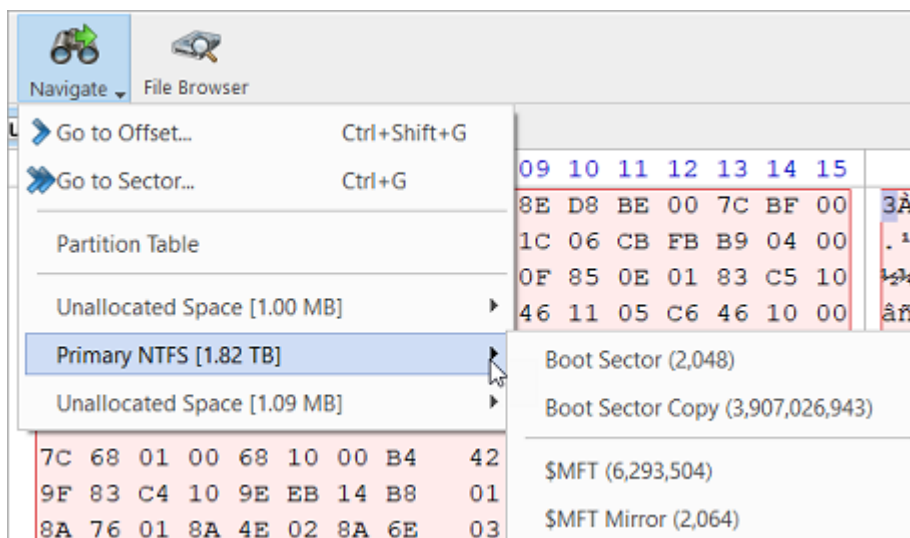 Navigate File Browser
Go to Offset... Ctrl+Shift+G
Go to Sector... Ctrl+G
Partition Table
Unallocated Space [1.00 MB]
Primary NTFS [1.82 TB]
Unallocated Space [1.09 MB]
09 10 11 12 13 14 15
8E D8 BE 00 7C BF 00 3À
1C 06 CB FB B9 04 00 .¹
0F 85 0E 01 83 C5 10
46 11 05 C6 46 10 00 âñ
Boot Sector (2,048)
Boot Sector Copy (3,907,026,943)
$MFT (6,293,504)
$MFT Mirror (2,064)
7C 68 01 00 68 10 00 B4 42
9F 83 C4 10 9E EB 14 B8 01
8A 76 01 8A 4E 02 8A 6E 03